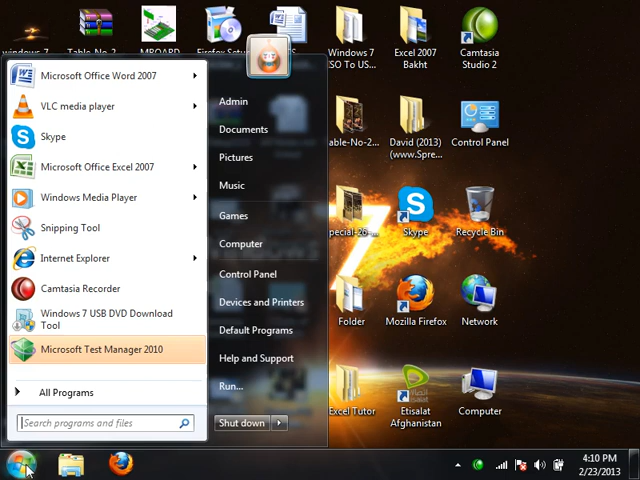 windows 7
Table-No-2...
MBOARD
Windows 7
ISO To US...
Excel 2007
Bakht
Camtasia
Studio 2
able-No-2...
David (2013)
(www.Spre...
Control Panel
pecial-26-...
Skype
Recycle Bin
7
Folder
Mozilla Firefox
Network
Excel Tutor
Etisalat
Afghanistan
Computer
Microsoft Office Word 2007
VLC media player
Skype
Microsoft Office Excel 2007
Windows Media Player
Snipping Tool
Internet Explorer
Camtasia Recorder
Windows 7 USB DVD Download
Tool
Microsoft Test Manager 2010
All Programs
Search programs and files
Admin
Documents
Pictures
Music
Games
Computer
Control Panel
Devices and Printers
Default Programs
Help and Support
Run...
Shut down
4:10 PM
2/23/2013